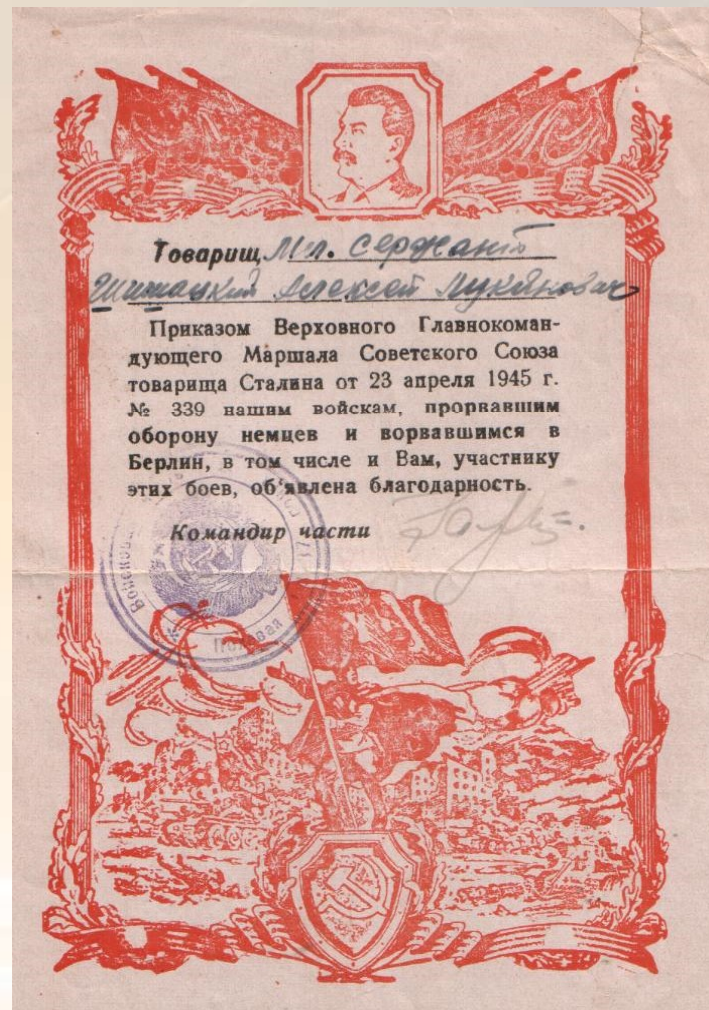 Товарищ Мл. Сержант
Шишацкий Алексей Лукьянович
Приказом Верховного Главнокоман-
дующего Маршала Советского Союза
товарища Сталина от 23 апреля 1945 г.
№ 339 нашим войскам, прорвавшим
оборону немцев и ворвавшимся в
Берлин, в том числе и Вам, участнику
этих боев, об'явлена благодарность.
Командир части
Полевая